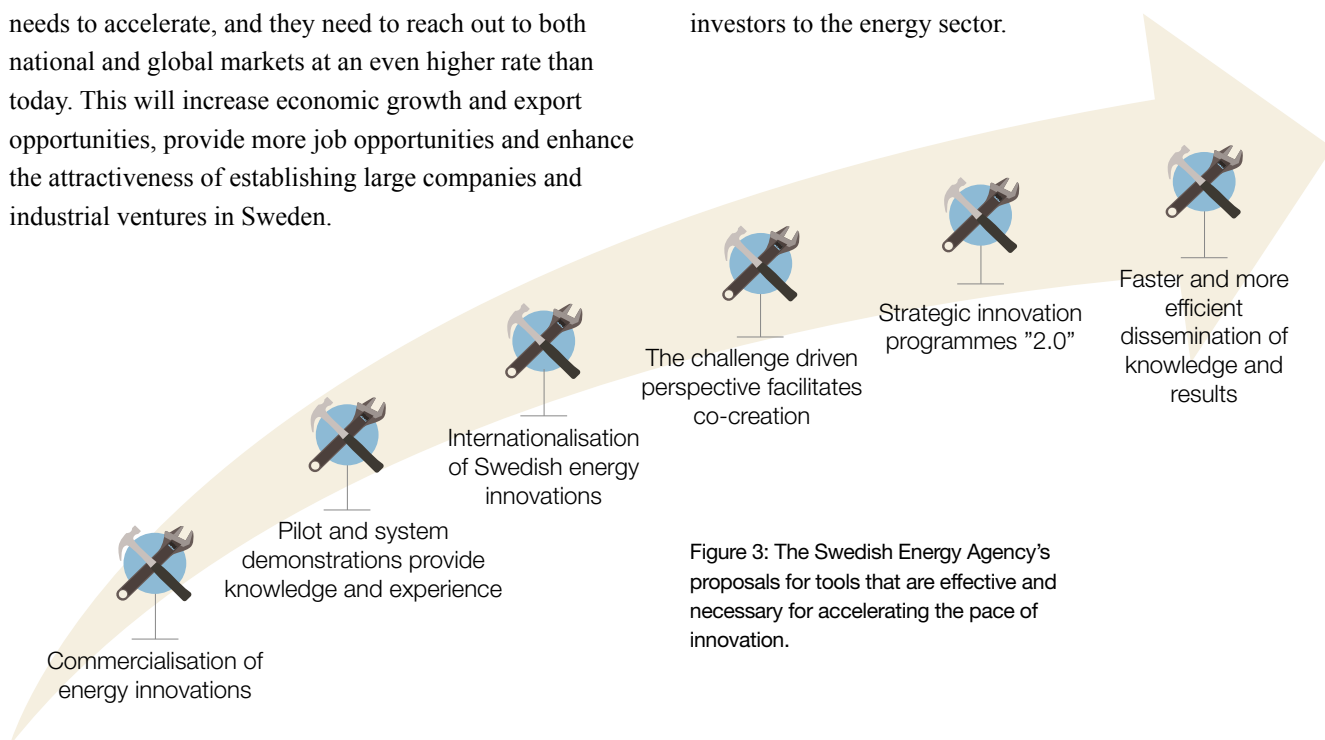 needs to accelerate, and they need to reach out to both
national and global markets at an even higher rate than
today. This will increase economic growth and export
opportunities, provide more job opportunities and enhance
the attractiveness of establishing large companies and
industrial ventures in Sweden.
investors to the energy sector.
Commercialisation of
energy innovations
Pilot and system
demonstrations provide
knowledge and experience
Internationalisation
of Swedish energy
innovations
The challenge driven
perspective facilitates
co-creation
Strategic innovation
programmes ”2.0”
Faster and more
efficient
dissemination of
knowledge and
results
Figure 3: The Swedish Energy Agency’s
proposals for tools that are effective and
necessary for accelerating the pace of
innovation.